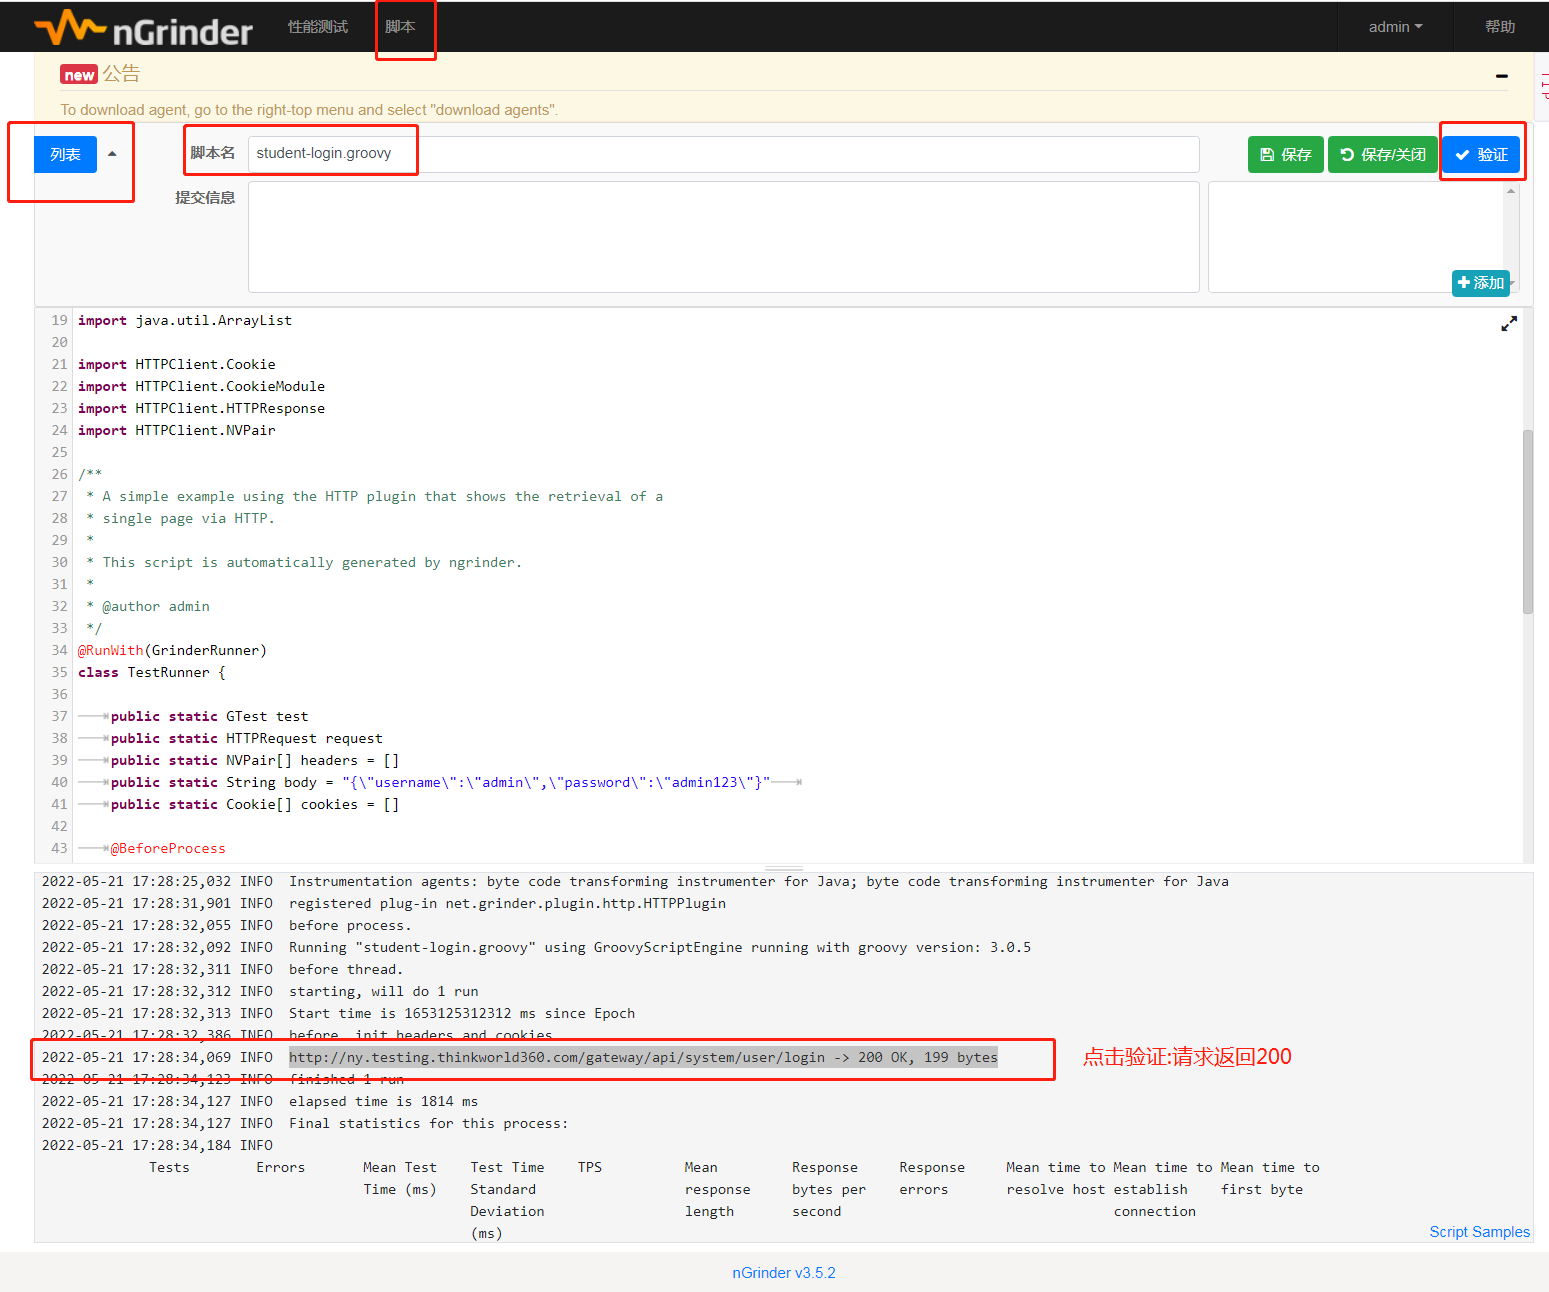 nGrinder 性能测试 脚本 admin 帮助
new 公告
To download agent, go to the right-top menu and select "download agents".
列表 脚本名 student-login.groovy 保存 保存/关闭 验证
提交信息
添加
19 import java.util.ArrayList
20
21 import HTTPClient.Cookie
22 import HTTPClient.CookieModule
23 import HTTPClient.HTTPResponse
24 import HTTPClient.NVPair
25
26 /**
27 * A simple example using the HTTP plugin that shows the retrieval of a
28 * single page via HTTP.
29 *
30 * This script is automatically generated by ngrinder.
31 *
32 * @author admin
33 */
34 @RunWith(GrinderRunner)
35 class TestRunner {
36
37 public static GTest test
38 public static HTTPRequest request
39 public static NVPair[] headers = []
40 public static String body = "{\"username\":\"admin\",\"password\":\"admin123\"}"
41 public static Cookie[] cookies = []
42
43 @BeforeProcess
2022-05-21 17:28:25,032 INFO Instrumentation agents: byte code transforming instrumenter for Java; byte code transforming instrumenter for Java
2022-05-21 17:28:31,901 INFO registered plug-in net.grinder.plugin.http.HTTPPlugin
2022-05-21 17:28:32,055 INFO before process.
2022-05-21 17:28:32,092 INFO Running "student-login.groovy" using GroovyScriptEngine running with groovy version: 3.0.5
2022-05-21 17:28:32,311 INFO before thread.
2022-05-21 17:28:32,312 INFO starting, will do 1 run
2022-05-21 17:28:32,313 INFO Start time is 1653125312312 ms since Epoch
2022-05-21 17:28:32,386 INFO before. init headers and cookies
2022-05-21 17:28:34,069 INFO http://ny.testing.thinkworld360.com/gateway/api/system/user/login -> 200 OK, 199 bytes 点击验证:请求返回200
2022-05-21 17:28:34,123 INFO finished 1 run
2022-05-21 17:28:34,127 INFO elapsed time is 1814 ms
2022-05-21 17:28:34,127 INFO Final statistics for this process:
2022-05-21 17:28:34,184 INFO
Tests Errors Mean Test Test Time TPS Mean Response Response Mean time to Mean time to Mean time to
Time (ms) Standard response bytes per errors resolve host establish first byte
Deviation length second connection
(ms)
Script Samples
nGrinder v3.5.2